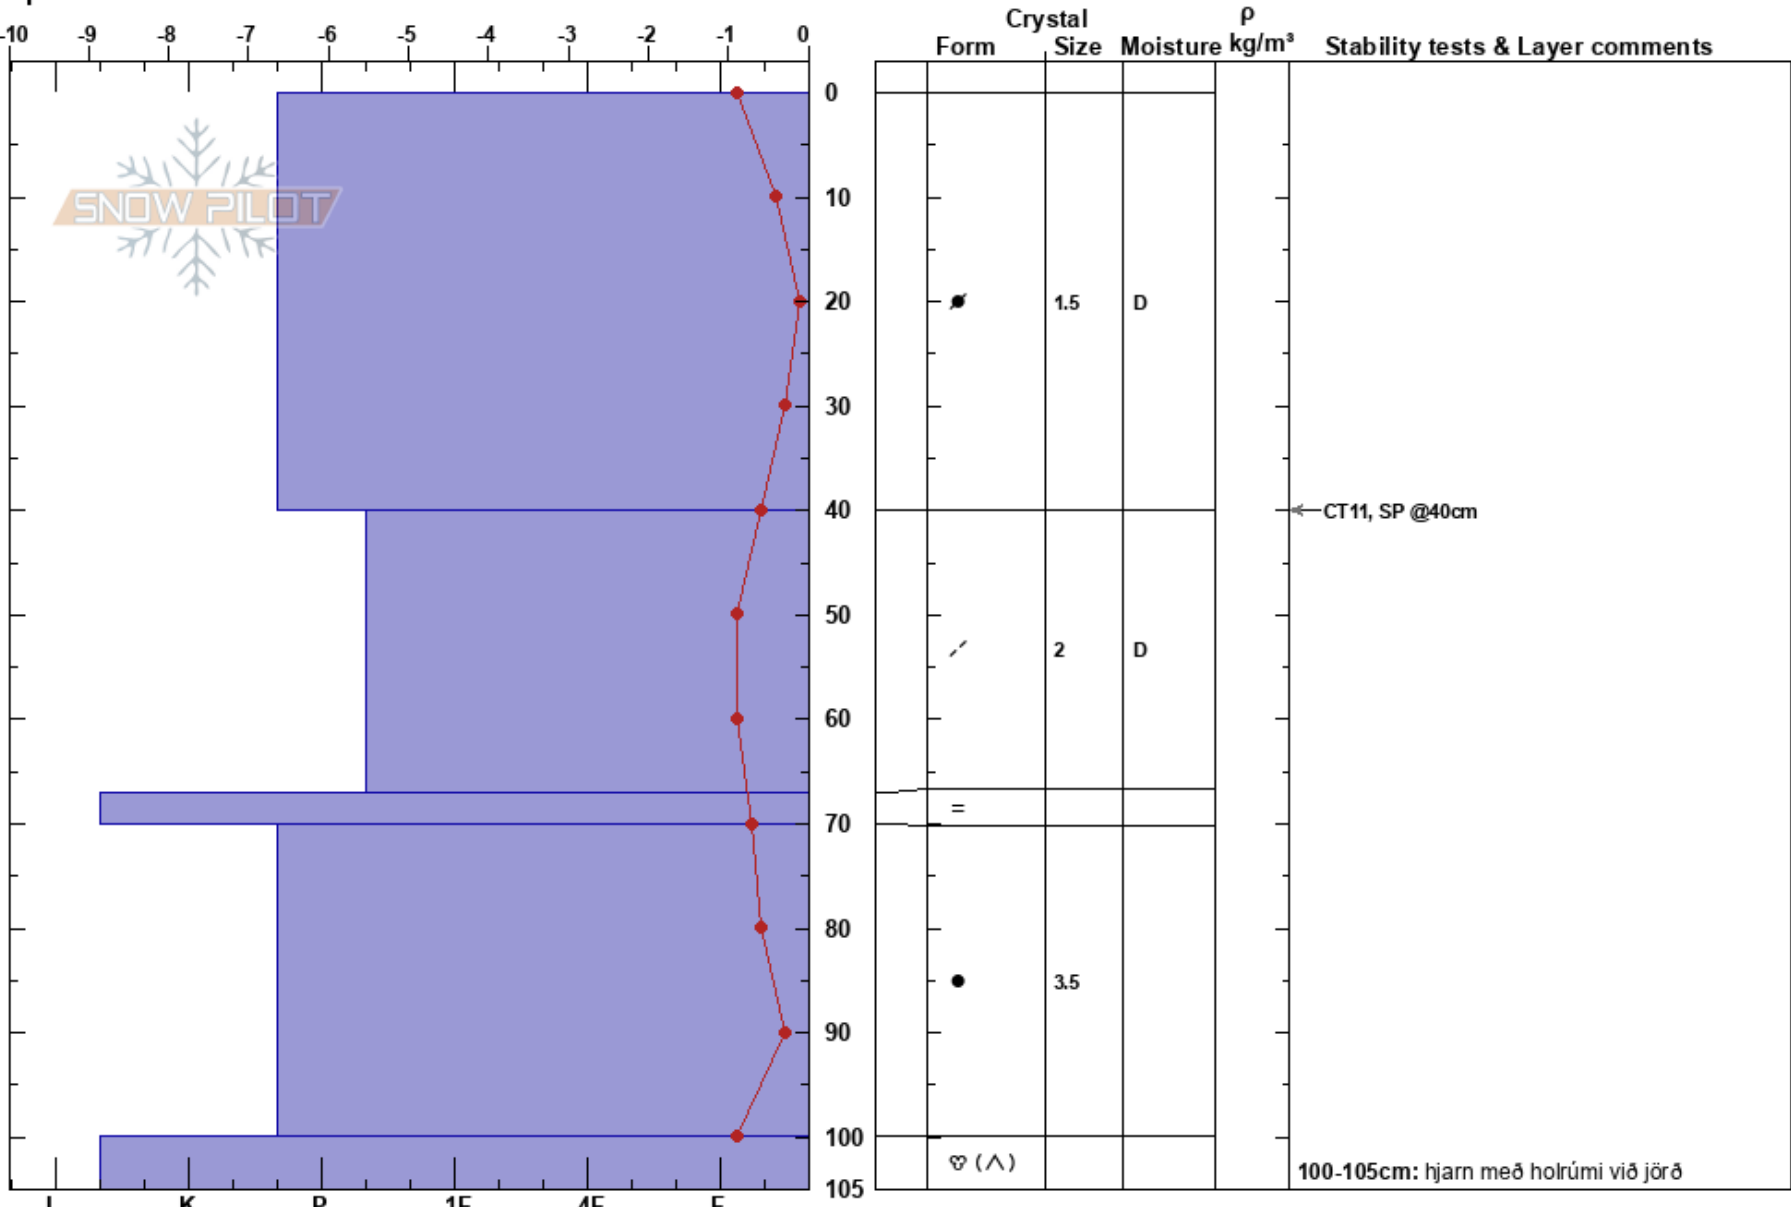 Crystal ρ
-10 -9 -8 -7 -6 -5 -4 -3 -2 -1 0 Form Size Moisture kg/m³ Stability tests & Layer comments
0
SNOW PILOT
10
20 1.5 D
30
40 CT11, SP @40cm
50
2 D
60
=
70
80
3.5
90
100
(∧)
100-105cm: hjarn með holrúmi við jörð
105
I K P 1F 4F F